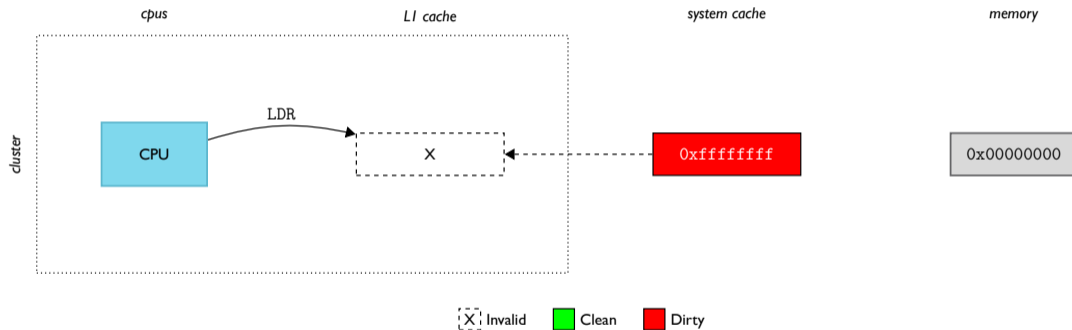 cpus
L1 cache
system cache
memory
cluster
CPU
LDR
X
0xffffffff
0x00000000
X Invalid
Clean
Dirty